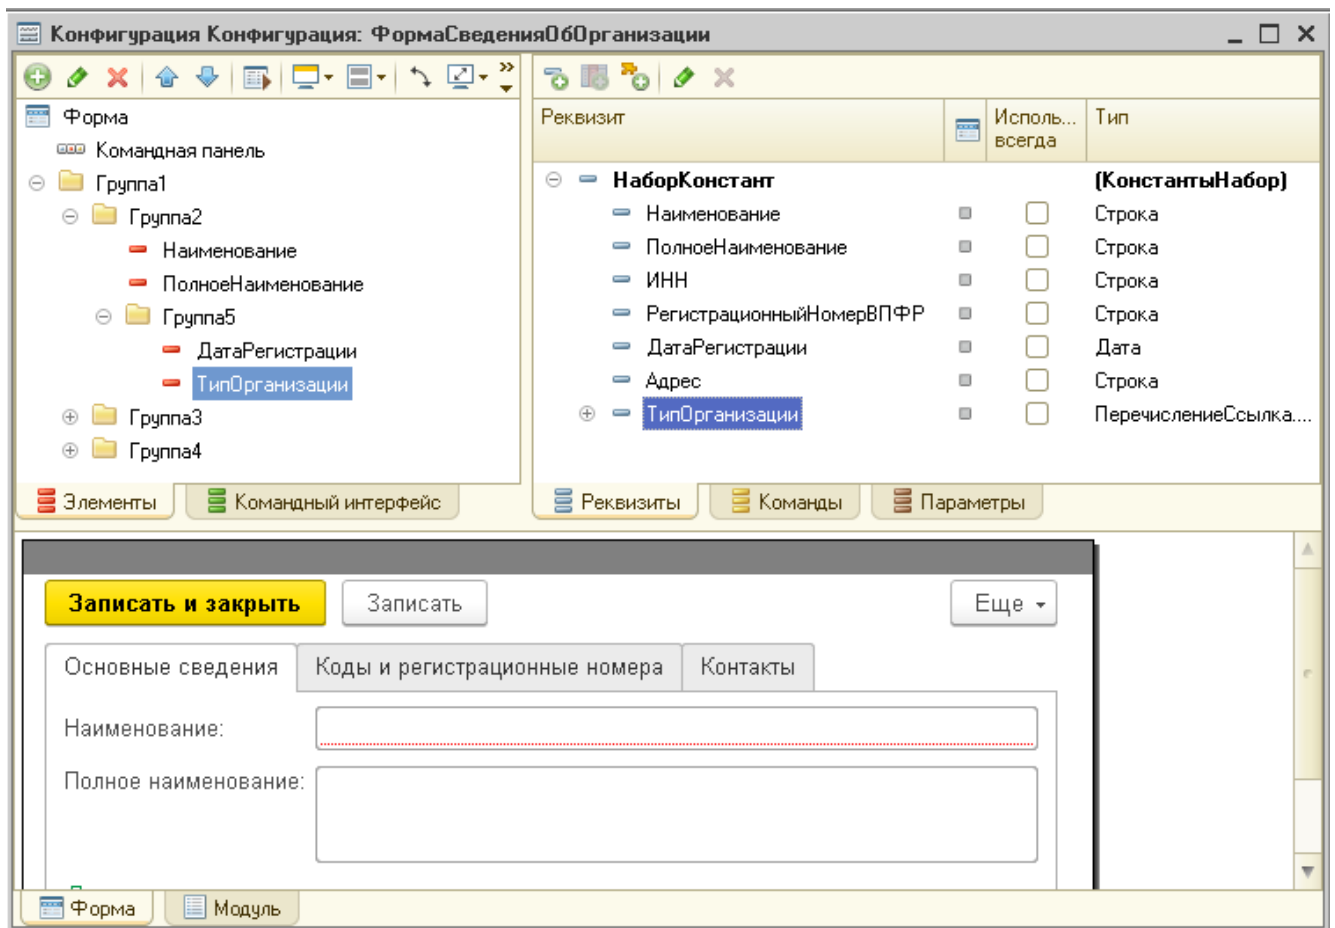 Конфигурация Конфигурация: ФормаСведенияОбОрганизации
Форма
Командная панель
Группа1
Группа2
Наименование
ПолноеНаименование
Группа5
ДатаРегистрации
ТипОрганизации
Группа3
Группа4
Элементы
Командный интерфейс
Реквизит
Исполь...
всегда
Тип
НаборКонстант (КонстантыНабор)
Наименование Строка
ПолноеНаименование Строка
ИНН Строка
РегистрационныйНомерВПФР Строка
ДатаРегистрации Дата
Адрес Строка
ТипОрганизации ПеречислениеСсылка....
Реквизиты
Команды
Параметры
Записать и закрыть
Записать
Еще
Основные сведения
Коды и регистрационные номера
Контакты
Наименование:
Полное наименование:
Форма
Модуль